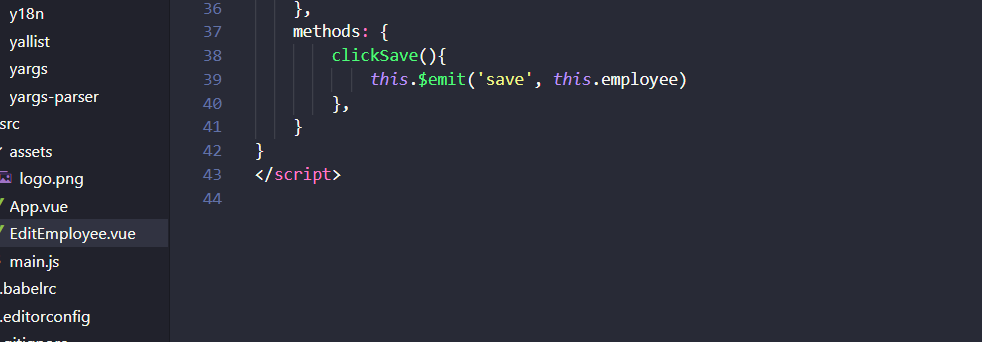 y18n
yallist
yargs
yargs-parser
src
assets
logo.png
App.vue
EditEmployee.vue
main.js
.babelrc
.editorconfig
36 },
37 methods: {
38 clickSave(){
39 this.$emit('save', this.employee)
40 },
41 }
42 }
43 </script>
44